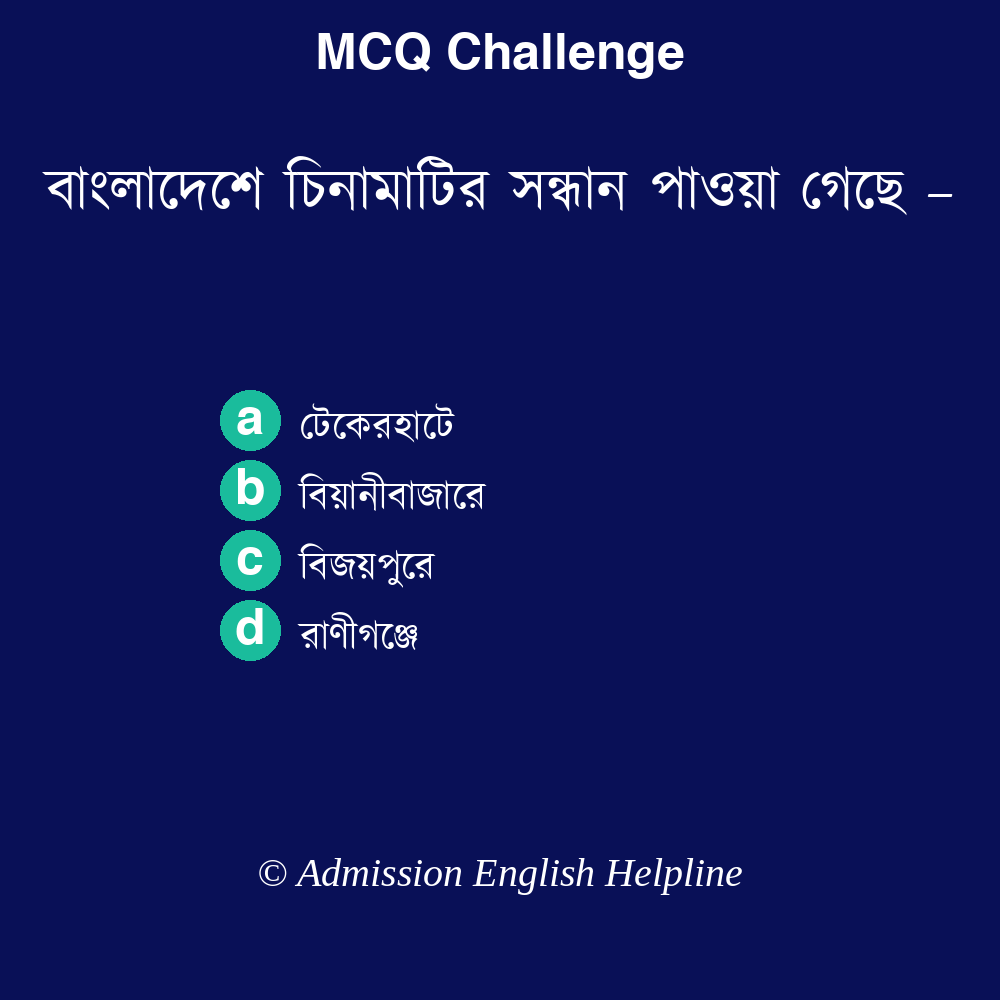 MCQ Challenge
বাংলাদেশে চিনামাটির সন্ধান পাওয়া গেছে –
a টেকেরহাটে
b বিয়ানীবাজারে
c বিজয়পুরে
d রাণীগঞ্জে
© Admission English Helpline